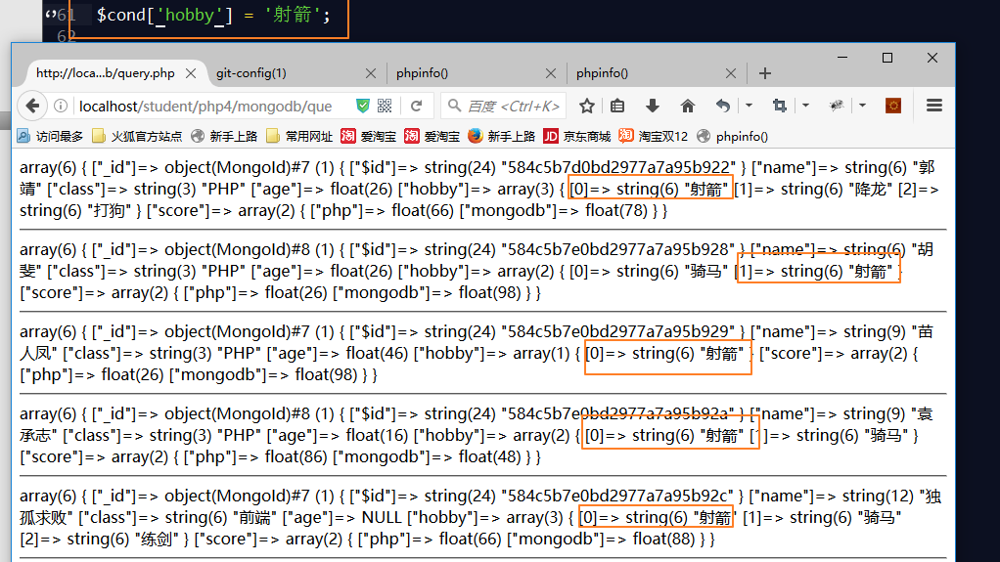 61 $cond['hobby'] = '射箭';
62
http://loca...b/query.php git-config(1) phpinfo() phpinfo()
localhost/student/php4/mongodb/que 百度 <Ctrl+K>
访问最多 火狐官方站点 新手上路 常用网址 爱淘宝 爱淘宝 新手上路 京东商城 淘宝双12 phpinfo()
array(6) { ["_id"]=> object(MongoId)#7 (1) { ["$id"]=> string(24) "584c5b7d0bd2977a7a95b922" } ["name"]=> string(6) "郭
靖" ["class"]=> string(3) "PHP" ["age"]=> float(26) ["hobby"]=> array(3) { [0]=> string(6) "射箭" [1]=> string(6) "降龙" [2]=>
string(6) "打狗" } ["score"]=> array(2) { ["php"]=> float(66) ["mongodb"]=> float(78) } }
array(6) { ["_id"]=> object(MongoId)#8 (1) { ["$id"]=> string(24) "584c5b7e0bd2977a7a95b928" } ["name"]=> string(6) "胡
斐" ["class"]=> string(3) "PHP" ["age"]=> float(26) ["hobby"]=> array(2) { [0]=> string(6) "骑马" [1]=> string(6) "射箭" }
["score"]=> array(2) { ["php"]=> float(26) ["mongodb"]=> float(98) } }
array(6) { ["_id"]=> object(MongoId)#7 (1) { ["$id"]=> string(24) "584c5b7e0bd2977a7a95b929" } ["name"]=> string(9) "苗
人凤" ["class"]=> string(3) "PHP" ["age"]=> float(46) ["hobby"]=> array(1) { [0]=> string(6) "射箭" } ["score"]=> array(2) {
["php"]=> float(26) ["mongodb"]=> float(98) } }
array(6) { ["_id"]=> object(MongoId)#8 (1) { ["$id"]=> string(24) "584c5b7e0bd2977a7a95b92a" } ["name"]=> string(9) "袁
承志" ["class"]=> string(3) "PHP" ["age"]=> float(16) ["hobby"]=> array(2) { [0]=> string(6) "射箭" [1]=> string(6) "骑马" }
["score"]=> array(2) { ["php"]=> float(86) ["mongodb"]=> float(48) } }
array(6) { ["_id"]=> object(MongoId)#7 (1) { ["$id"]=> string(24) "584c5b7e0bd2977a7a95b92c" } ["name"]=> string(12) "独
孤求败" ["class"]=> string(6) "前端" ["age"]=> NULL ["hobby"]=> array(3) { [0]=> string(6) "射箭" [1]=> string(6) "骑马"
[2]=> string(6) "练剑" } ["score"]=> array(2) { ["php"]=> float(66) ["mongodb"]=> float(88) } }